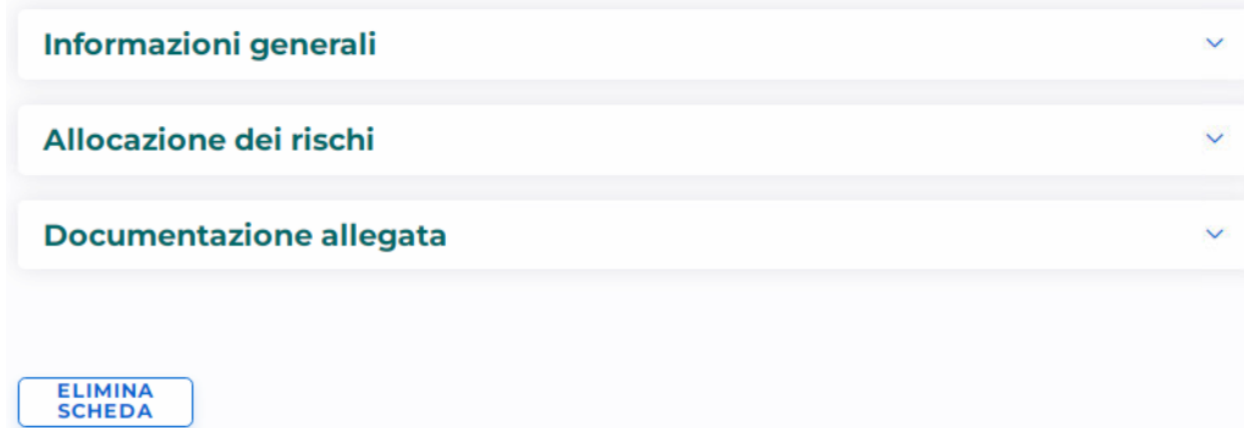 Informazioni generali
Allocazione dei rischi
Documentazione allegata
ELIMINA
SCHEDA